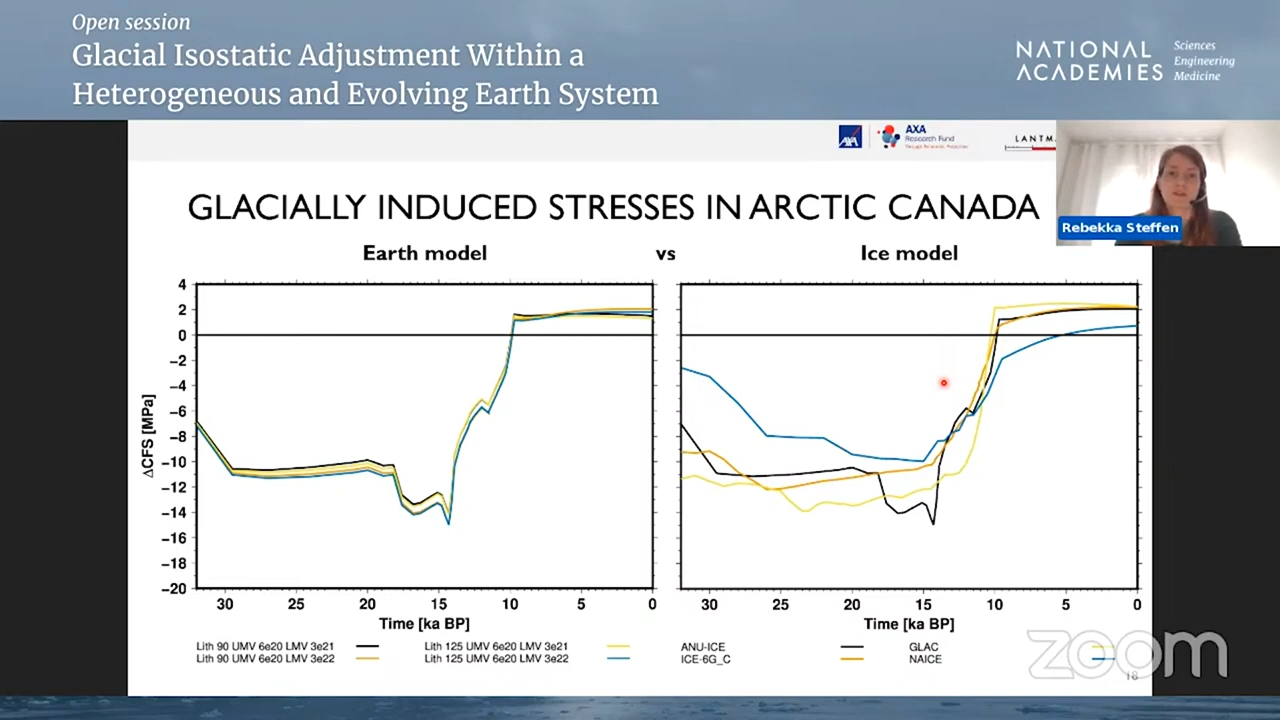 Open session
Glacial Isostatic Adjustment Within a
Heterogeneous and Evolving Earth System
NATIONAL
ACADEMIES
Sciences
Engineering
Medicine
AXA
AXA
Research Fund
LANTM
Rebekka Steffen
GLACIALLY INDUCED STRESSES IN ARCTIC CANADA
Earth model
vs
Ice model
4
2
0
−2
−4
−6
−8
−10
−12
−14
−16
−18
−20
ΔCFS [MPa]
30 25 20 15 10 5 0
30 25 20 15 10 5 0
Time [ka BP]
Time [ka BP]
Lith 90 UMV 6e20 LMV 3e21
Lith 90 UMV 6e20 LMV 3e22
Lith 125 UMV 6e20 LMV 3e21
Lith 125 UMV 6e20 LMV 3e22
ANU-ICE
ICE-6G_C
GLAC
NAICE
zoom
18